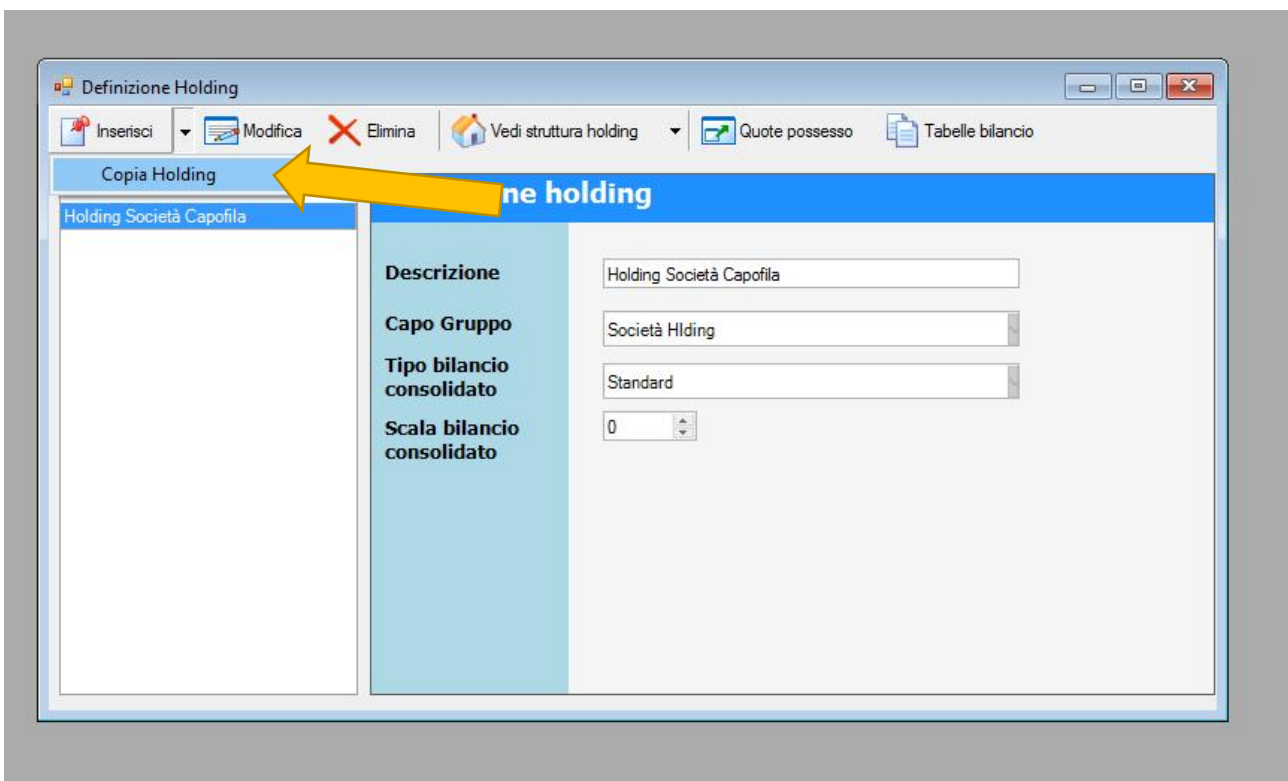 Definizione Holding
Inserisci Modifica Elimina Vedi struttura holding Quote possesso Tabelle bilancio
Copia Holding
ne holding
Holding Società Capofila
Descrizione Holding Società Capofila
Capo Gruppo Società Hlding
Tipo bilancio
consolidato Standard
Scala bilancio 0
consolidato